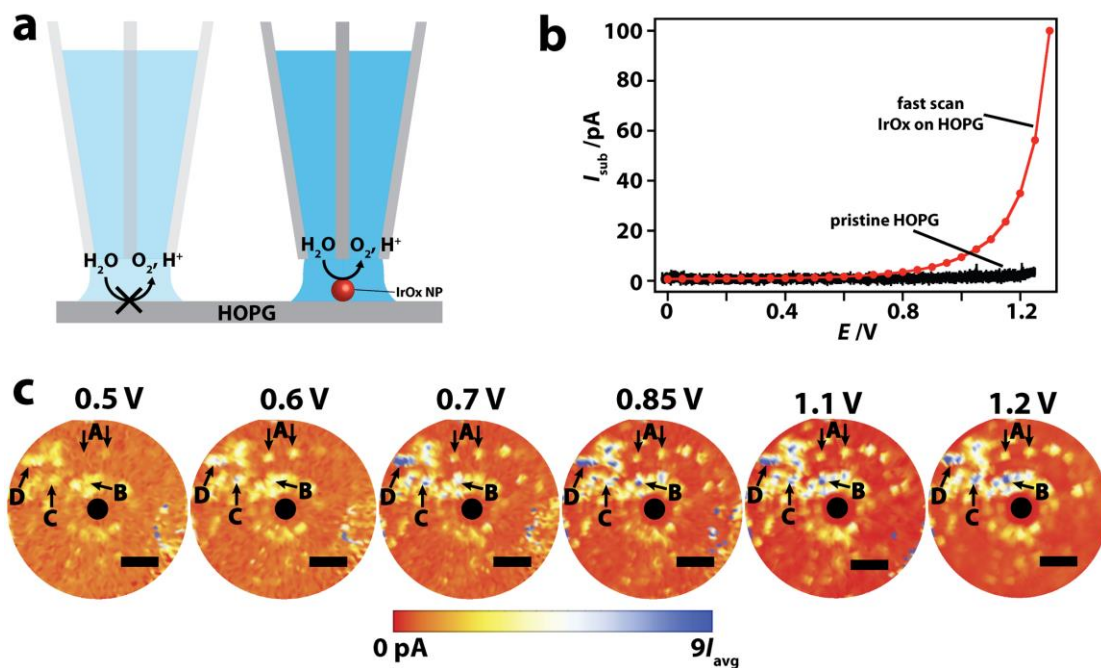 a
H₂O O₂, H⁺
H₂O O₂, H⁺
IrOx NP
HOPG
b
100
80
60
40
20
0
I_sub /pA
fast scan
IrOx on HOPG
pristine HOPG
0 0.4 0.8 1.2
E /V
c
0.5 V 0.6 V 0.7 V 0.85 V 1.1 V 1.2 V
A A A A A A
D D D D D D
B B B B B B
C C C C C C
0 pA 9I_avg